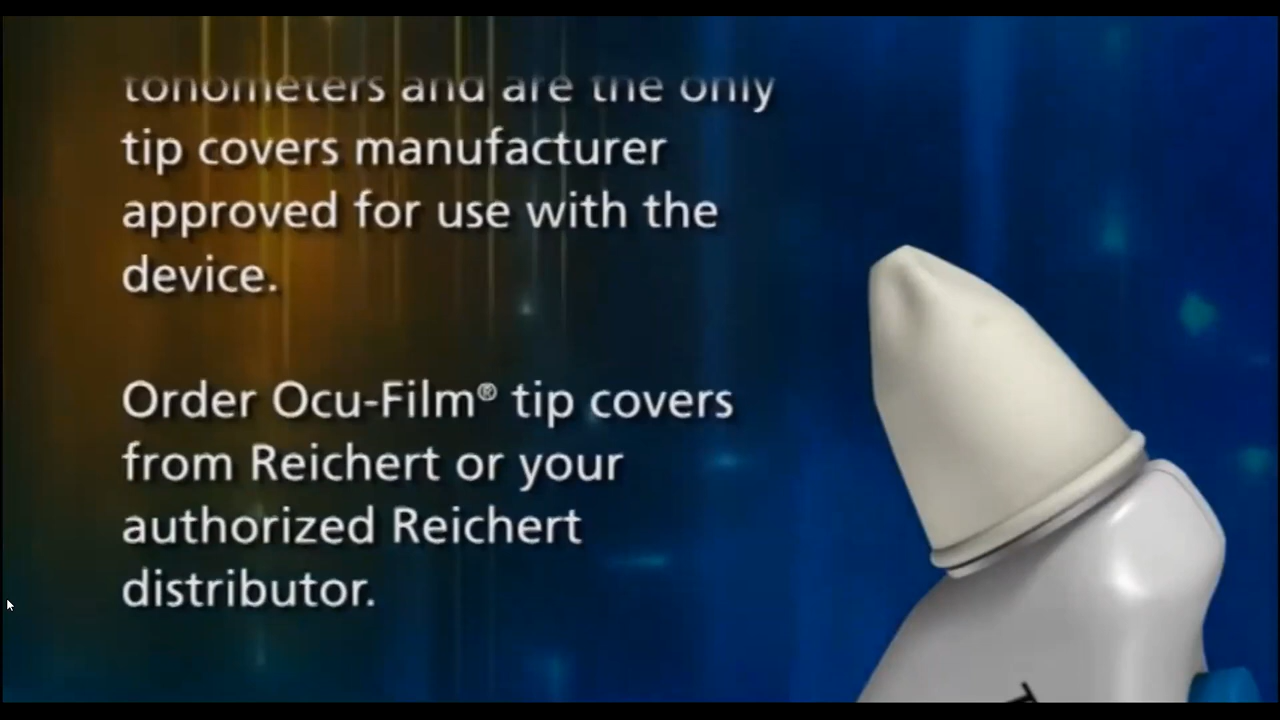 tonometers and are the only
tip covers manufacturer
approved for use with the
device.
Order Ocu-Film® tip covers
from Reichert or your
authorized Reichert
distributor.